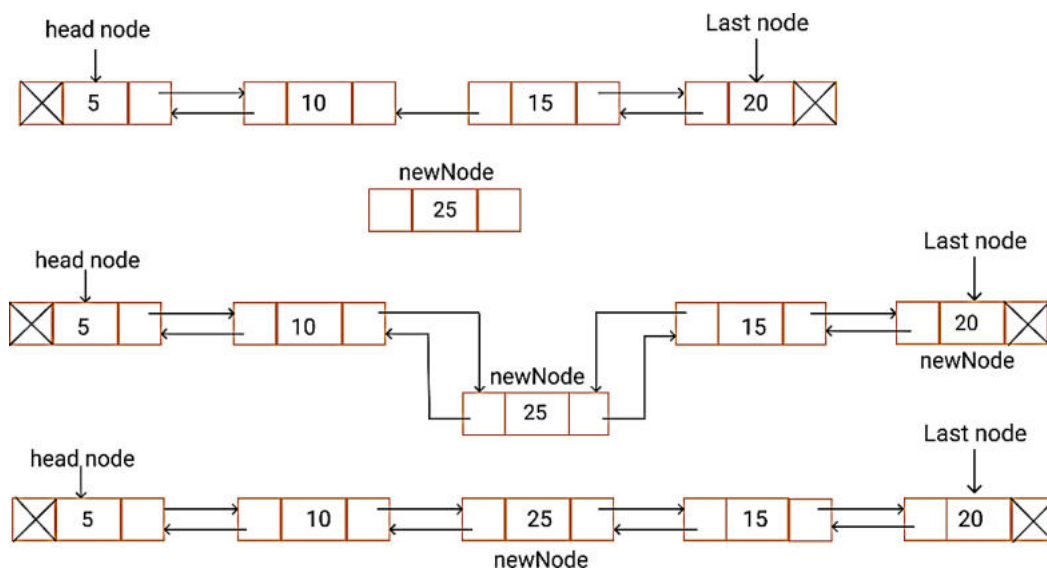 head node
Last node
5 10 15 20
newNode
25
Last node
head node
5 10 15 20
newNode
newNode
25
Last node
head node
5 10 25 15 20
newNode